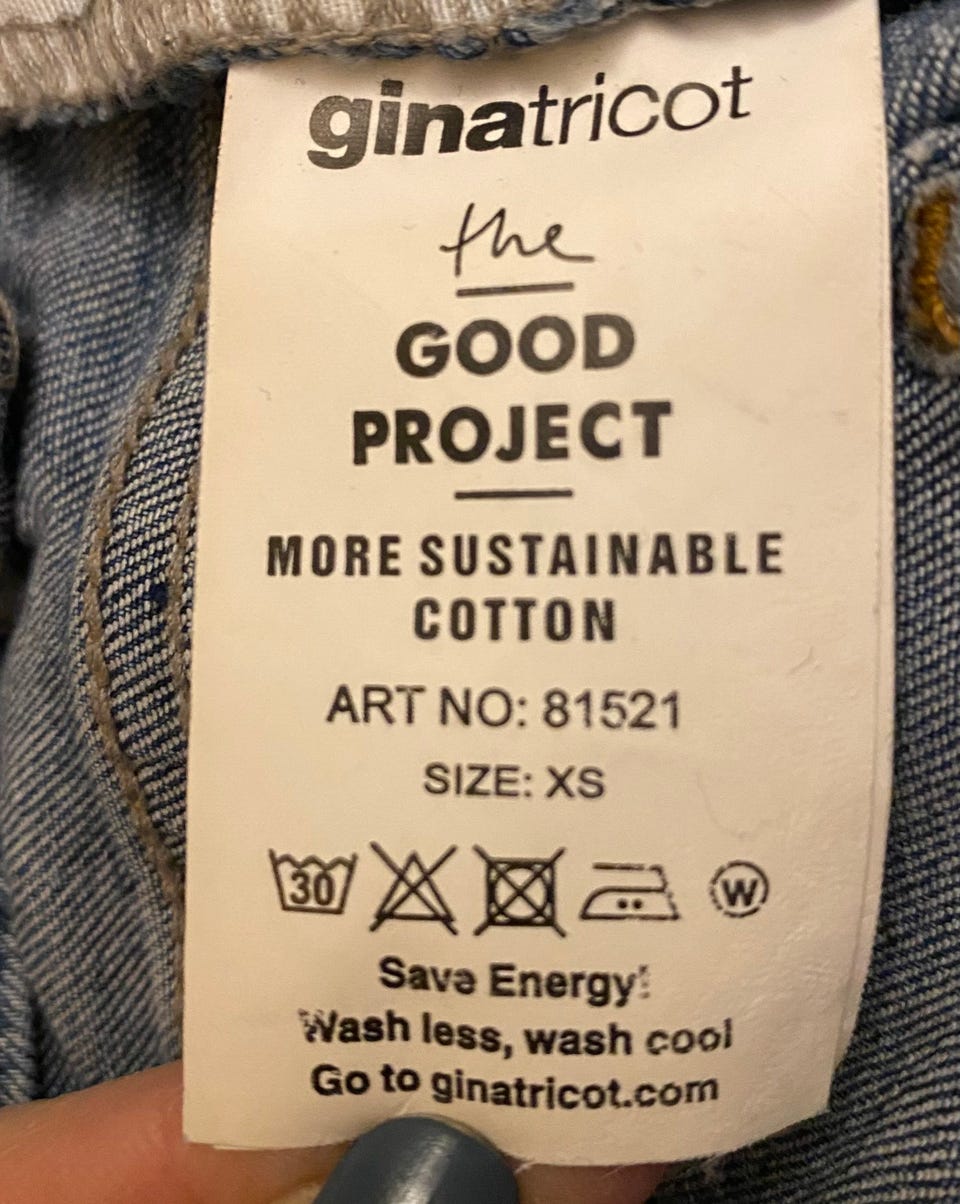 ginatricot
the
GOOD
PROJECT
MORE SUSTAINABLE
COTTON
ART NO: 81521
SIZE: XS
30 W
Save Energy!
Wash less, wash cool
Go to ginatricot.com